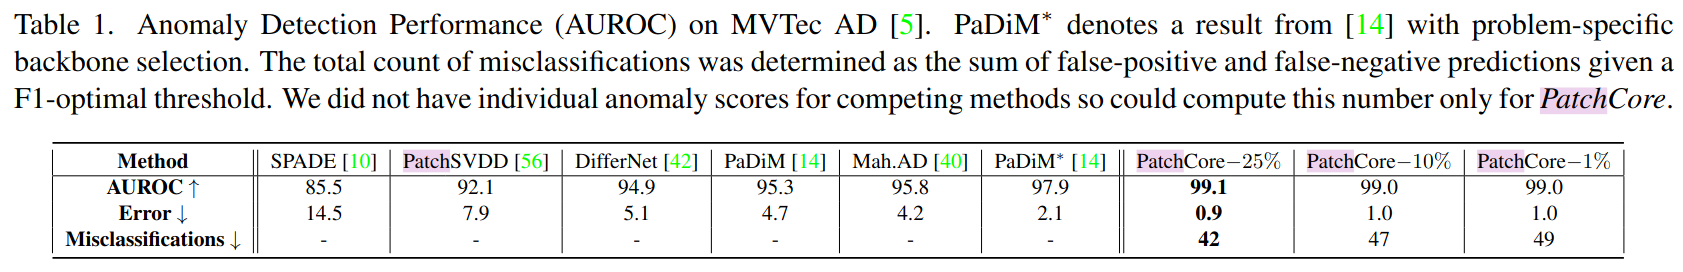 Table 1. Anomaly Detection Performance (AUROC) on MVTec AD [5]. PaDiM* denotes a result from [14] with problem-specific
backbone selection. The total count of misclassifications was determined as the sum of false-positive and false-negative predictions given a
F1-optimal threshold. We did not have individual anomaly scores for competing methods so could compute this number only for PatchCore.
Method SPADE [10] PatchSVDD [56] DifferNet [42] PaDiM [14] Mah.AD [40] PaDiM* [14] PatchCore−25% PatchCore−10% PatchCore−1%
AUROC ↑ 85.5 92.1 94.9 95.3 95.8 97.9 99.1 99.0 99.0
Error ↓ 14.5 7.9 5.1 4.7 4.2 2.1 0.9 1.0 1.0
Misclassifications ↓ - - - - - - 42 47 49